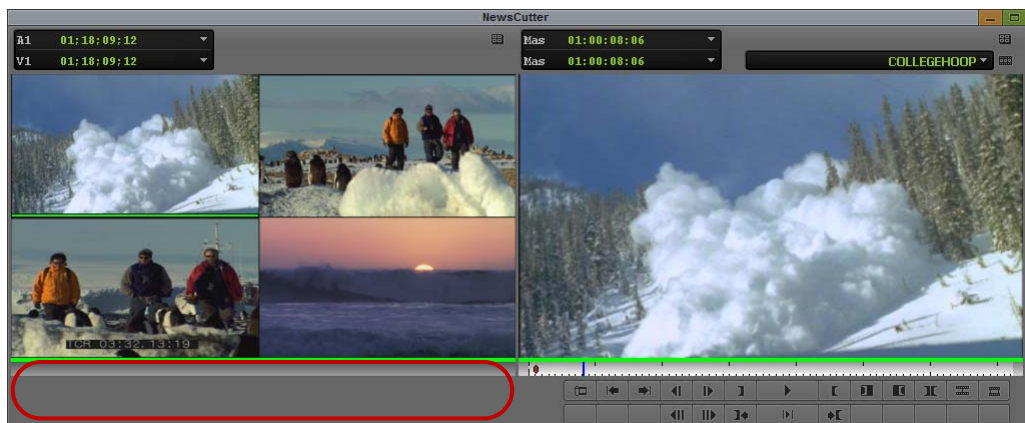 NewsCutter
A1 01;18;09;12
V1 01;18;09;12
Mas 01:00:08:06
Mas 01:00:08:06
COLLEGEHOOP
TCR 03:32.13:19